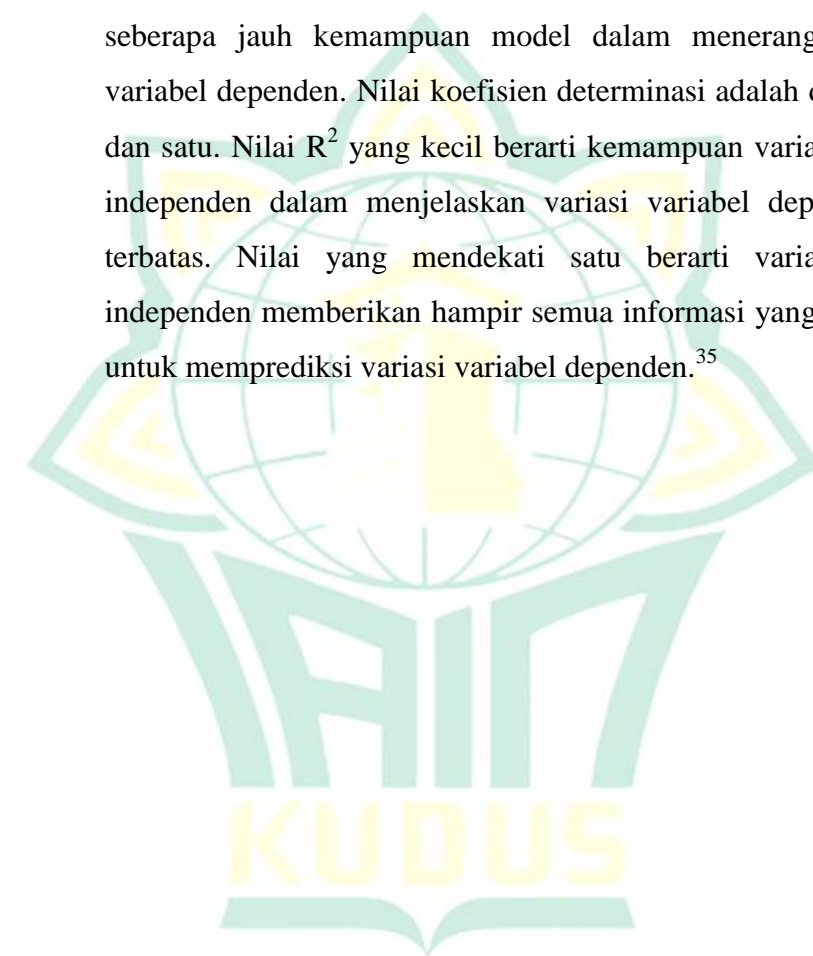 seberapa jauh kemampuan model dalam menerang
variabel dependen. Nilai koefisien determinasi adalah
dan satu. Nilai R² yang kecil berarti kemampuan varia
independen dalam menjelaskan variasi variabel dep
terbatas. Nilai yang mendekati satu berarti varia
independen memberikan hampir semua informasi yang
untuk memprediksi variasi variabel dependen.³⁵
IAIN
KUDUS